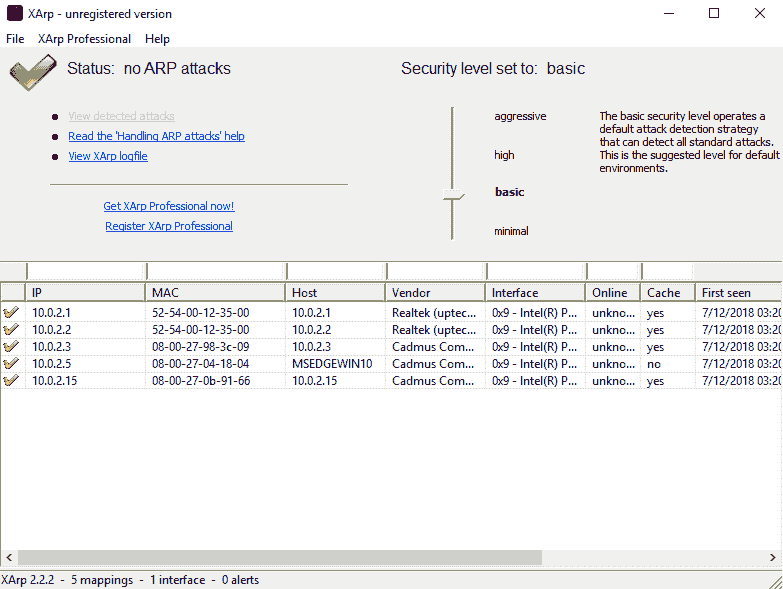 XArp - unregistered version
File XArp Professional Help
Status: no ARP attacks
Security level set to: basic
View detected attacks
Read the 'Handling ARP attacks' help
View XArp logfile
Get XArp Professional now!
Register XArp Professional
aggressive
high
basic
minimal
The basic security level operates a
default attack detection strategy
that can detect all standard attacks.
This is the suggested level for default
environments.
IP MAC Host Vendor Interface Online Cache First seen
10.0.2.1 52-54-00-12-35-00 10.0.2.1 Realtek (uptec... 0x9 - Intel(R) P... unkno... yes 7/12/2018 03:20
10.0.2.2 52-54-00-12-35-00 10.0.2.2 Realtek (uptec... 0x9 - Intel(R) P... unkno... yes 7/12/2018 03:20
10.0.2.3 08-00-27-98-3c-09 10.0.2.3 Cadmus Com... 0x9 - Intel(R) P... unkno... yes 7/12/2018 03:20
10.0.2.5 08-00-27-04-18-04 MSEDGEWIN10 Cadmus Com... 0x9 - Intel(R) P... unkno... no 7/12/2018 03:20
10.0.2.15 08-00-27-0b-91-66 10.0.2.15 Cadmus Com... 0x9 - Intel(R) P... unkno... yes 7/12/2018 03:20
XArp 2.2.2 - 5 mappings - 1 interface - 0 alerts